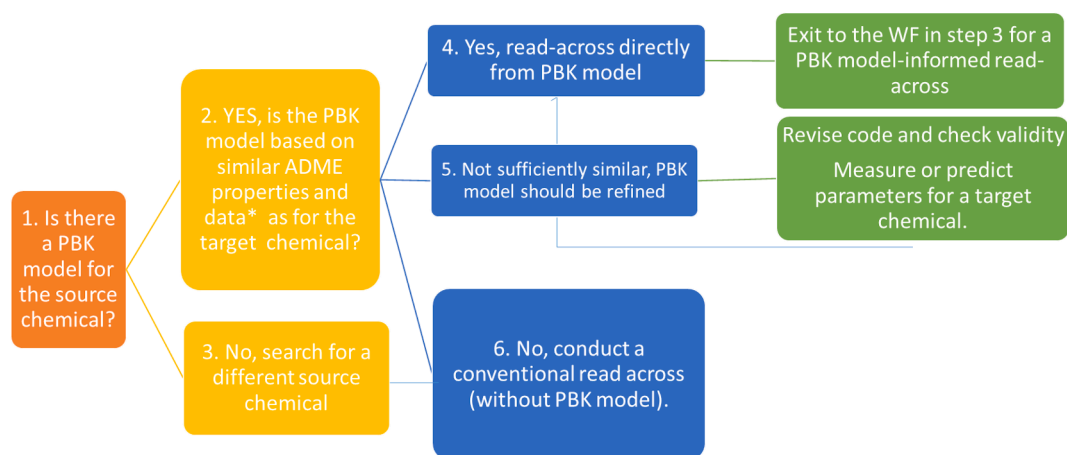 1. Is there
a PBK
model for
the source
chemical?
2. YES, is the PBK
model based on
similar ADME
properties and
data* as for the
target chemical?
3. No, search for a
different source
chemical
4. Yes, read-across directly
from PBK model
5. Not sufficiently similar, PBK
model should be refined
6. No, conduct a
conventional read across
(without PBK model).
Exit to the WF in step 3 for a
PBK model-informed read-
across
Revise code and check validity
Measure or predict
parameters for a target
chemical.